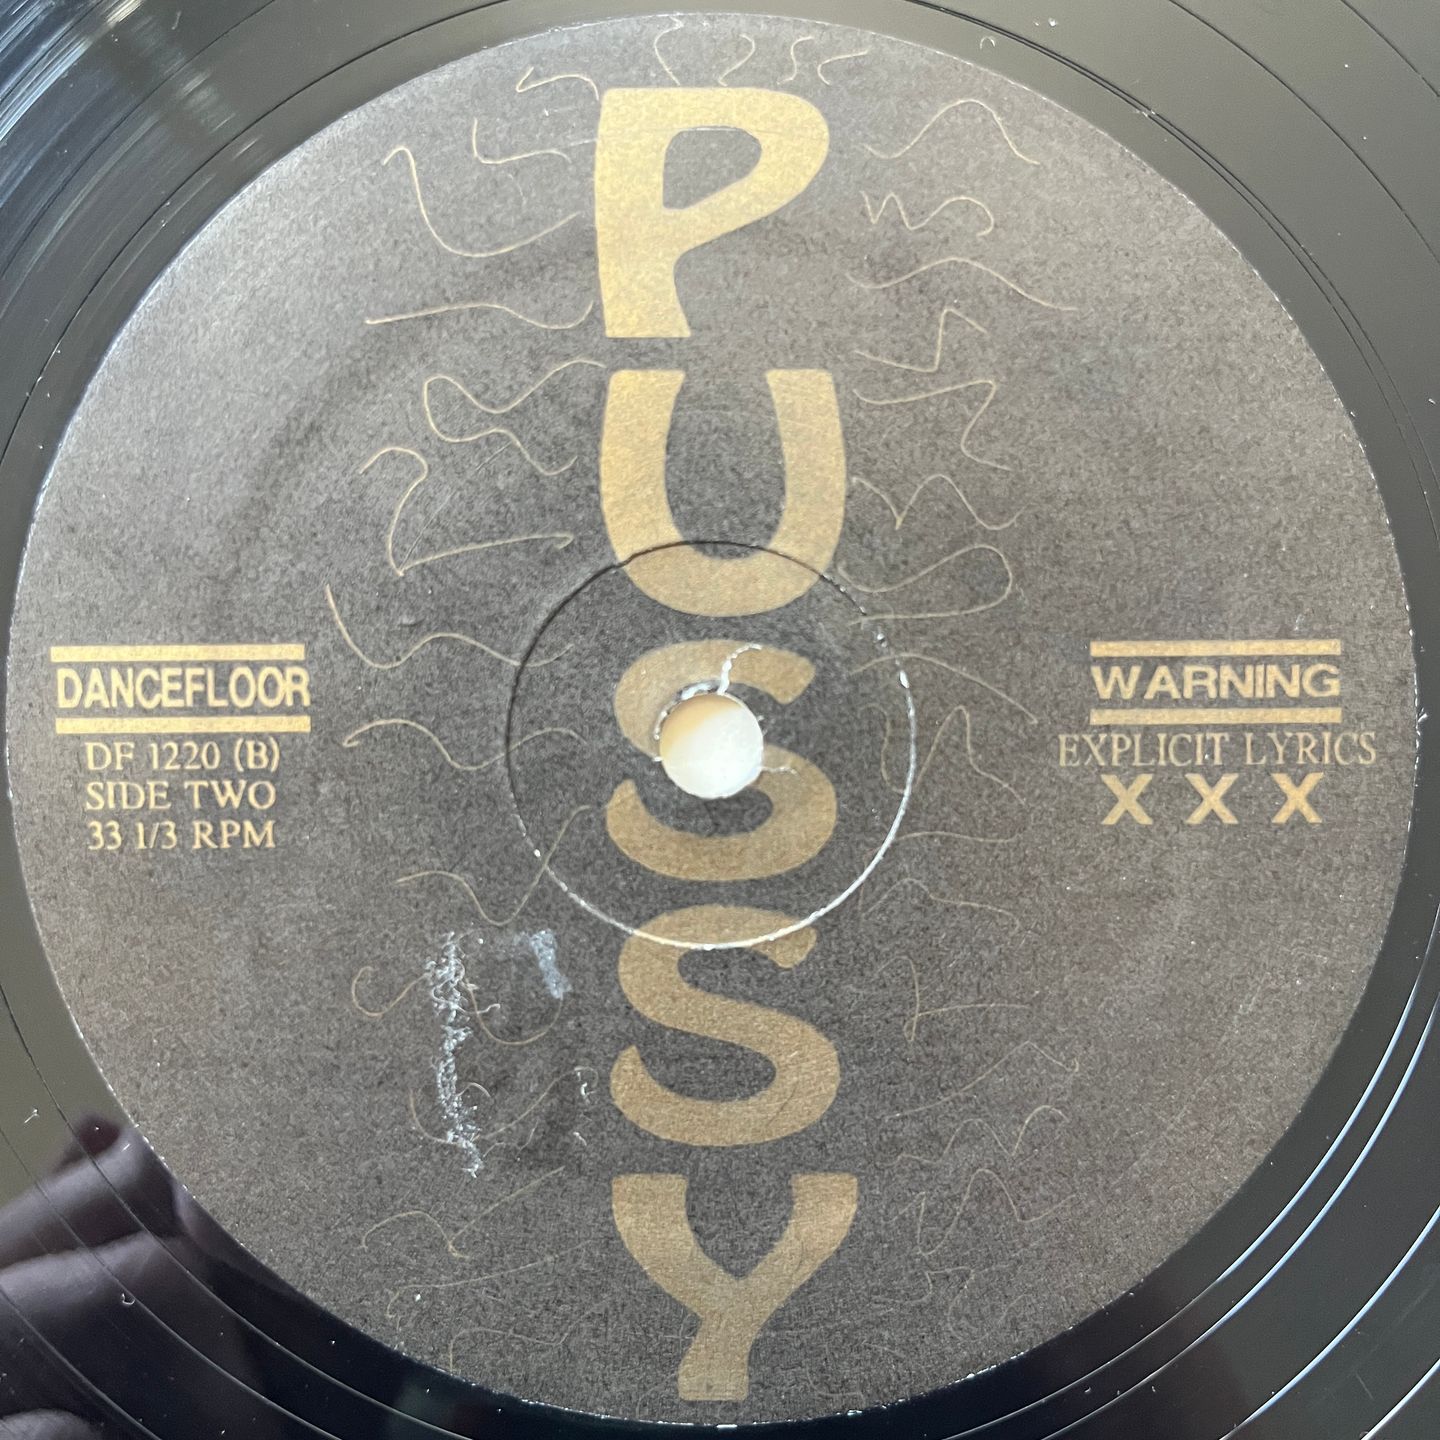 PUSSY
DANCEFLOOR
DF 1220 (B)
SIDE TWO
33 1/3 RPM
WARNING
EXPLICIT LYRICS
X X X